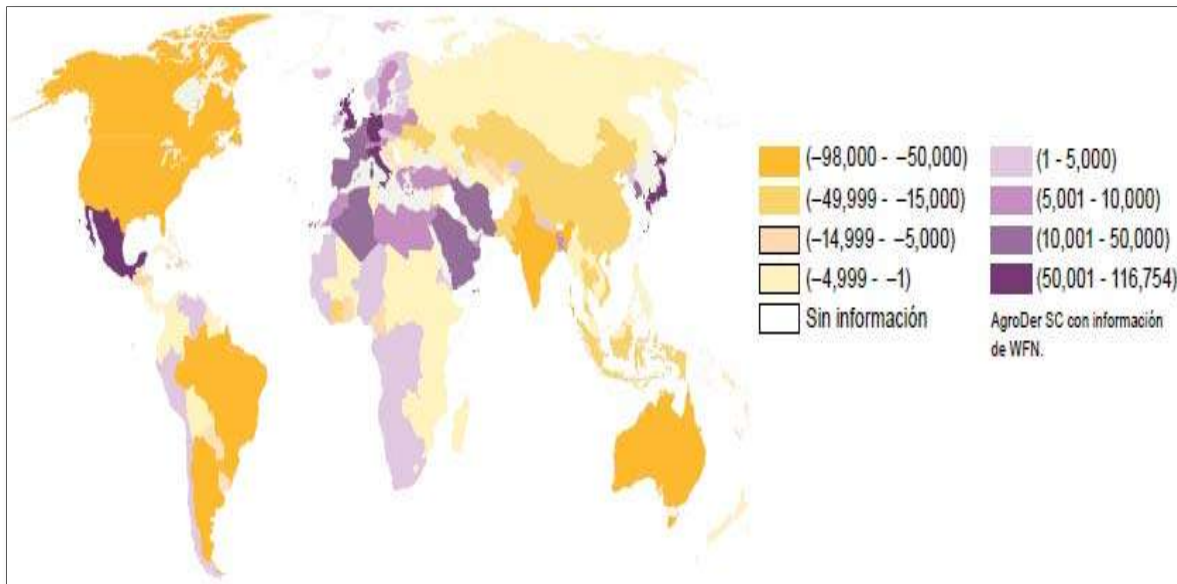 (–98,000 - –50,000)
(–49,999 - –15,000)
(–14,999 - –5,000)
(–4,999 - –1)
Sin información
(1 - 5,000)
(5,001 - 10,000)
(10,001 - 50,000)
(50,001 - 116,754)
AgroDer SC con información
de WFN.